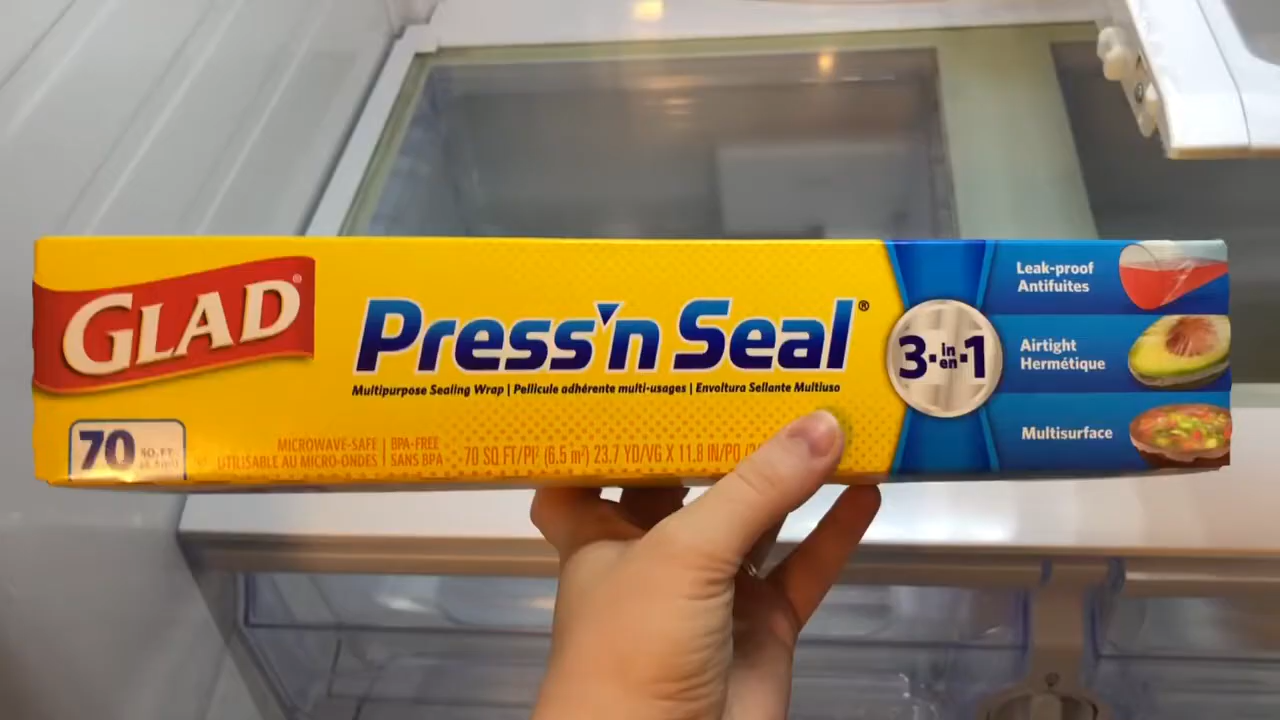 GLAD®
Press'n Seal®
Multipurpose Sealing Wrap | Pellicule adhérente multi-usages | Envoltura Sellante Multiuso
3-in-1
en
Leak-proof
Antifuites
Airtight
Hermétique
Multisurface
70 SQ. FT.
MICROWAVE-SAFE | BPA-FREE
UTILISABLE AU MICRO-ONDES | SANS BPA
70 SQ FT/PI² (6.5 m²) 23.7 YD/VG X 11.8 IN/PO